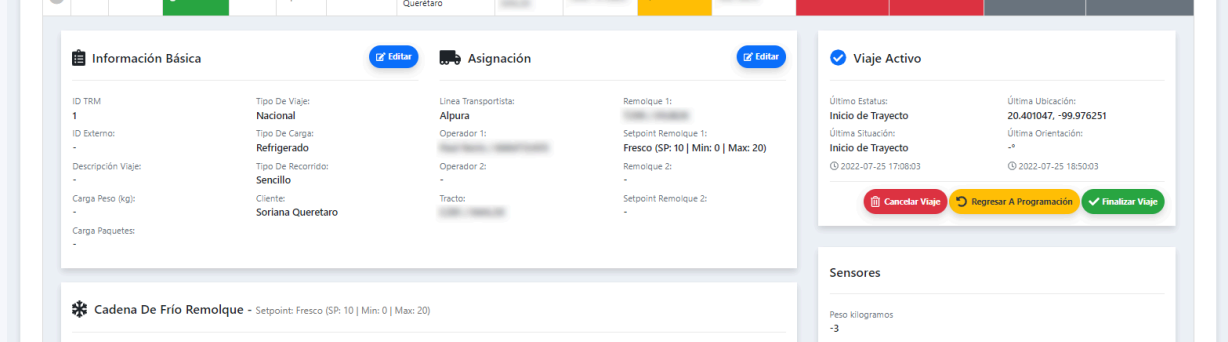 Querétaro
Información Básica
Editar
ID TRM
1
Tipo De Viaje:
Nacional
ID Externo:
-
Tipo De Carga:
Refrigerado
Descripción Viaje:
-
Tipo De Recorrido:
Sencillo
Carga Peso (kg):
-
Cliente:
Soriana Queretaro
Carga Paquetes:
-
Asignación
Editar
Linea Transportista:
Alpura
Remolque 1:
Operador 1:
Setpoint Remolque 1:
Fresco (SP: 10 | Min: 0 | Max: 20)
Operador 2:
-
Remolque 2:
-
Tracto:
Setpoint Remolque 2:
-
Viaje Activo
Último Estatus:
Inicio de Trayecto
Última Ubicación:
20.401047, -99.976251
Última Situación:
Inicio de Trayecto
Última Orientación:
-°
2022-07-25 17:08:03
2022-07-25 18:50:03
Cancelar Viaje
Regresar A Programación
Finalizar Viaje
Cadena De Frío Remolque - Setpoint: Fresco (SP: 10 | Min: 0 | Max: 20)
Sensores
Peso kilogramos
-3